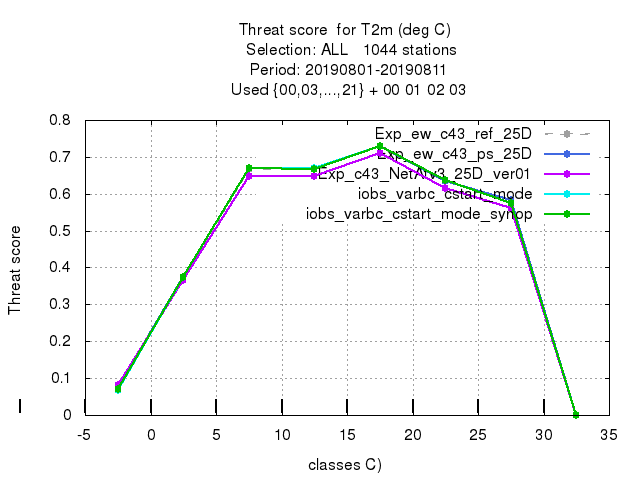 Threat score for T2m (deg C)
Selection: ALL 1044 stations
Period: 20190801-20190811
Used {00,03,...,21} + 00 01 02 03
Exp_ew_c43_ref_25D
Exp_ew_c43_ps_25D
Exp_c43_NetAtv3_25D_ver01
iobs_varbc_cstart_mode
iobs_varbc_cstart_mode_synop
0.8
0.7
0.6
0.5
0.4
0.3
0.2
0.1
0
Threat score
-5 0 5 10 15 20 25 30 35
classes C)